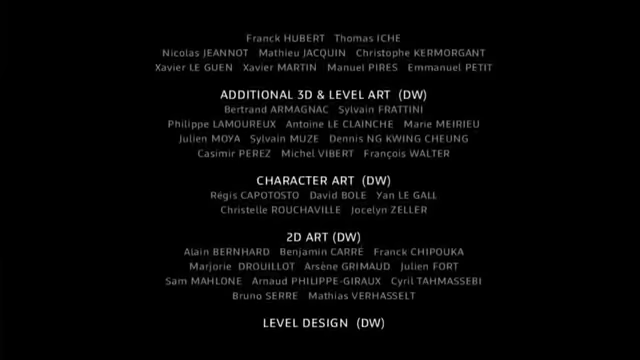 Franck HUBERT Thomas ICHE
Nicolas JEANNOT Mathieu JACQUIN Christophe KERMORGANT
Xavier LE GUEN Xavier MARTIN Manuel PIRES Emmanuel PETIT
ADDITIONAL 3D & LEVEL ART (DW)
Bertrand ARMAGNAC Sylvain FRATTINI
Philippe LAMOUREUX Antoine LE CLAINCHE Marie MEIRIEU
Julien MOYA Sylvain MUZE Dennis NG KWING CHEUNG
Casimir PEREZ Michel VIBERT François WALTER
CHARACTER ART (DW)
Régis CAPOTOSTO David BOLE Yan LE GALL
Christelle ROUCHAVILLE Jocelyn ZELLER
2D ART (DW)
Alain BERNHARD Benjamin CARRÉ Franck CHIPOUKA
Marjorie DROUILLOT Arsène GRIMAUD Julien FORT
Sam MAHLONE Arnaud PHILIPPE-GIRAUX Cyril TAHMASSEBI
Bruno SERRE Mathias VERHASSELT
LEVEL DESIGN (DW)